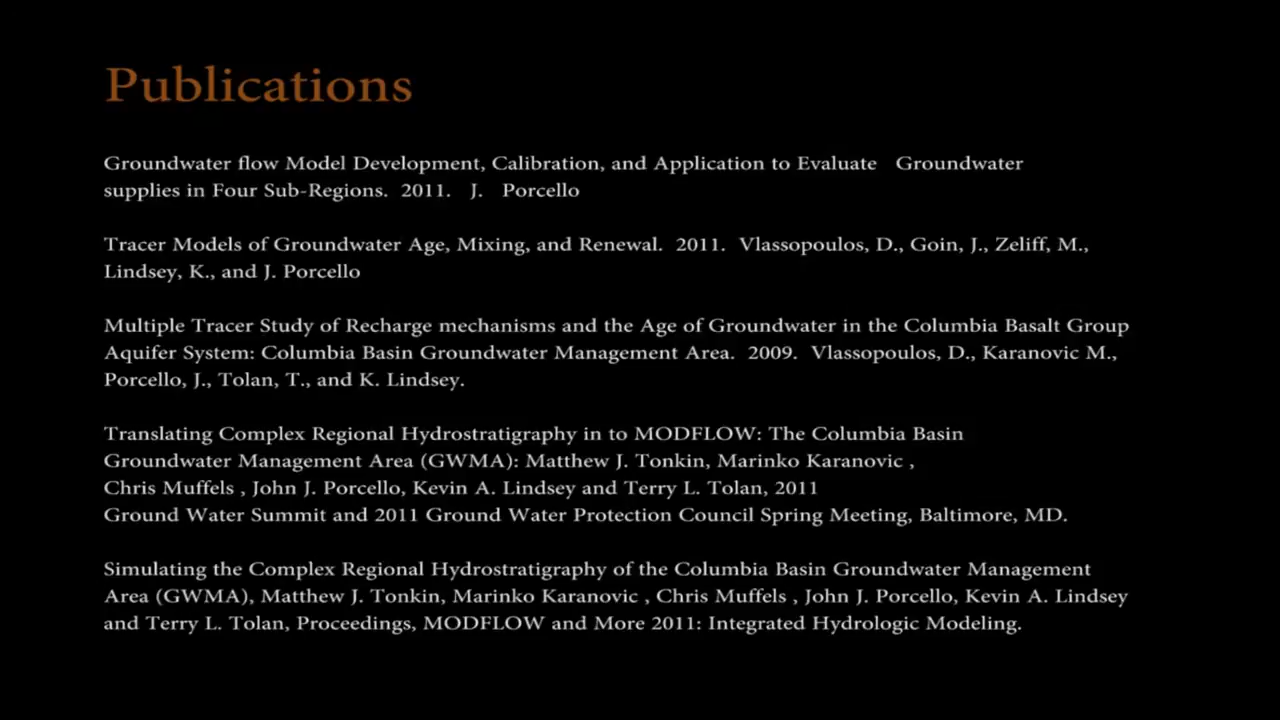 Publications
Groundwater flow Model Development, Calibration, and Application to Evaluate Groundwater
supplies in Four Sub-Regions. 2011. J. Porcello
Tracer Models of Groundwater Age, Mixing, and Renewal. 2011. Vlassopoulos, D., Goin, J., Zeliff, M.,
Lindsey, K., and J. Porcello
Multiple Tracer Study of Recharge mechanisms and the Age of Groundwater in the Columbia Basalt Group
Aquifer System: Columbia Basin Groundwater Management Area. 2009. Vlassopoulos, D., Karanovic M.,
Porcello, J., Tolan, T., and K. Lindsey.
Translating Complex Regional Hydrostratigraphy in to MODFLOW: The Columbia Basin
Groundwater Management Area (GWMA): Matthew J. Tonkin, Marinko Karanovic ,
Chris Muffels , John J. Porcello, Kevin A. Lindsey and Terry L. Tolan, 2011
Ground Water Summit and 2011 Ground Water Protection Council Spring Meeting, Baltimore, MD.
Simulating the Complex Regional Hydrostratigraphy of the Columbia Basin Groundwater Management
Area (GWMA), Matthew J. Tonkin, Marinko Karanovic , Chris Muffels , John J. Porcello, Kevin A. Lindsey
and Terry L. Tolan, Proceedings, MODFLOW and More 2011: Integrated Hydrologic Modeling.